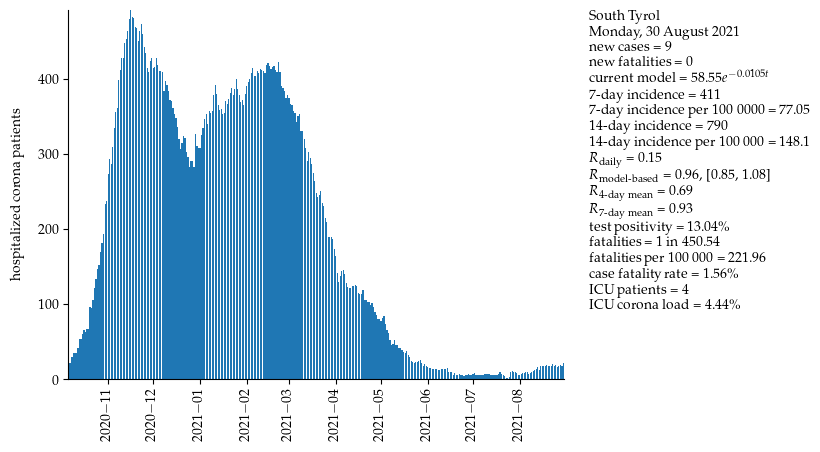 South Tyrol
Monday, 30 August 2021
new cases = 9
new fatalities = 0
current model = 58.55e^−0.0105t
7-day incidence = 411
7-day incidence per 100 0000 = 77.05
14-day incidence = 790
14-day incidence per 100 000 = 148.1
R_daily = 0.15
R_model-based = 0.96, [0.85, 1.08]
R_4-day mean = 0.69
R_7-day mean = 0.93
test positivity = 13.04%
fatalities = 1 in 450.54
fatalities per 100 000 = 221.96
case fatality rate = 1.56%
ICU patients = 4
ICU corona load = 4.44%
hospitalized corona patients
400
300
200
100
0
2020−11
2020−12
2021−01
2021−02
2021−03
2021−04
2021−05
2021−06
2021−07
2021−08